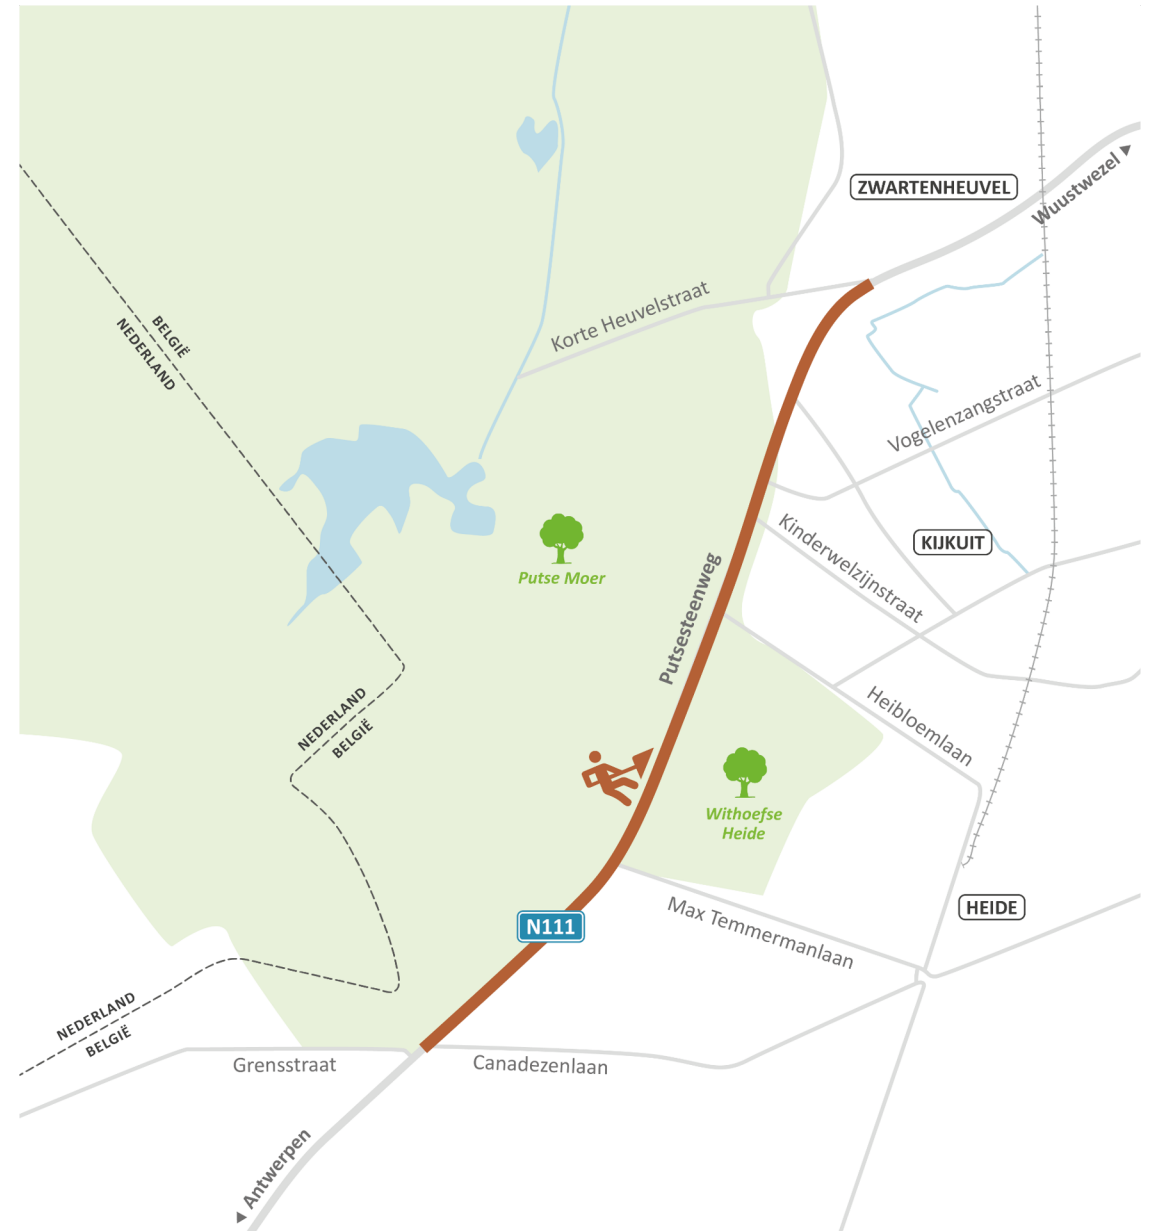 ZWARTENHEUVEL
Wuustwezel
Korte Heuvelstraat
BELGIË
NEDERLAND
Vogelenzangstraat
Kinderwelzijnstraat
KIJKUIT
Putse Moer
Putsesteenweg
NEDERLAND
BELGIË
Heibloemlaan
Withoefse
Heide
HEIDE
N111
Max Temmermanlaan
NEDERLAND
BELGIË
Grensstraat
Canadezenlaan
Antwerpen